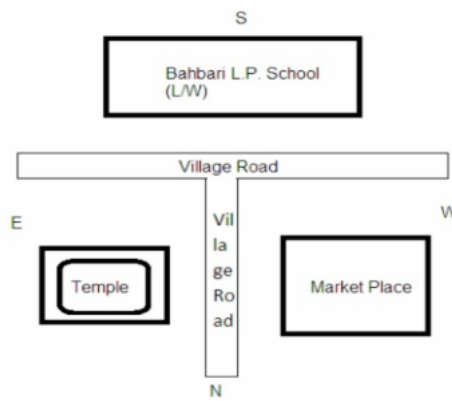 S
Bahbari L.P. School
(L/W)
Village Road
E
W
Vil
la
ge
Ro
ad
Temple
Market Place
N